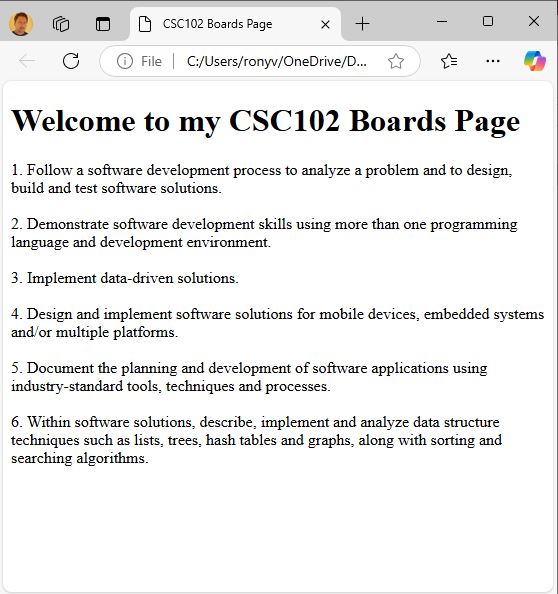 CSC102 Boards Page
File
C:/Users/ronyv/OneDrive/D...
Welcome to my CSC102 Boards Page
1. Follow a software development process to analyze a problem and to design,
build and test software solutions.
2. Demonstrate software development skills using more than one programming
language and development environment.
3. Implement data-driven solutions.
4. Design and implement software solutions for mobile devices, embedded systems
and/or multiple platforms.
5. Document the planning and development of software applications using
industry-standard tools, techniques and processes.
6. Within software solutions, describe, implement and analyze data structure
techniques such as lists, trees, hash tables and graphs, along with sorting and
searching algorithms.